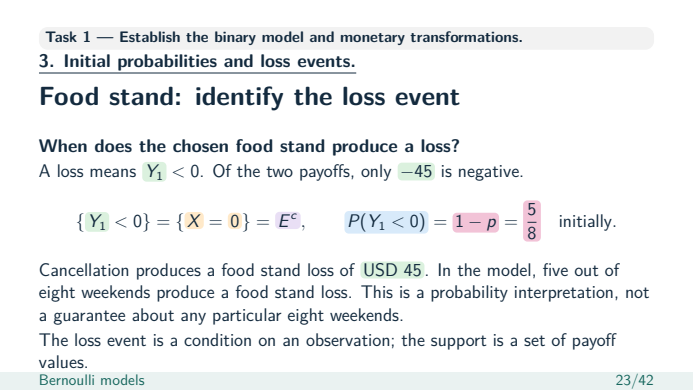 Task 1 — Establish the binary model and monetary transformations.
3. Initial probabilities and loss events.
Food stand: identify the loss event
When does the chosen food stand produce a loss?
A loss means Y₁ < 0. Of the two payoffs, only −45 is negative.
{Y₁ < 0} = {X = 0} = Eᶜ, P(Y₁ < 0) = 1 − p = 5/8 initially.
Cancellation produces a food stand loss of USD 45. In the model, five out of
eight weekends produce a food stand loss. This is a probability interpretation, not
a guarantee about any particular eight weekends.
The loss event is a condition on an observation; the support is a set of payoff
values.
Bernoulli models 23/42